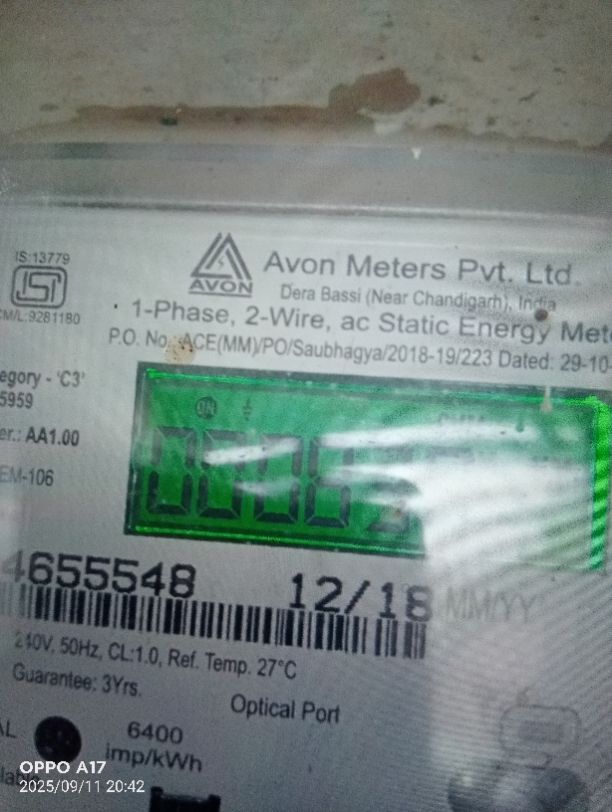 IS:13779
ISI
CM/L:9281180
AVON
Avon Meters Pvt. Ltd.
Dera Bassi (Near Chandigarh), India
1-Phase, 2-Wire, ac Static Energy Mete
P.O. No. ACE(MM)/PO/Saubhagya/2018-19/223 Dated: 29-10-
egory - 'C3'
5959
er.: AA1.00
EM-106
4655548 12/18 MM/YY
240V, 50Hz, CL:1.0, Ref. Temp. 27°C
Guarantee: 3Yrs.
Optical Port
6400
imp/kWh
OPPO A17
2025/09/11 20:42